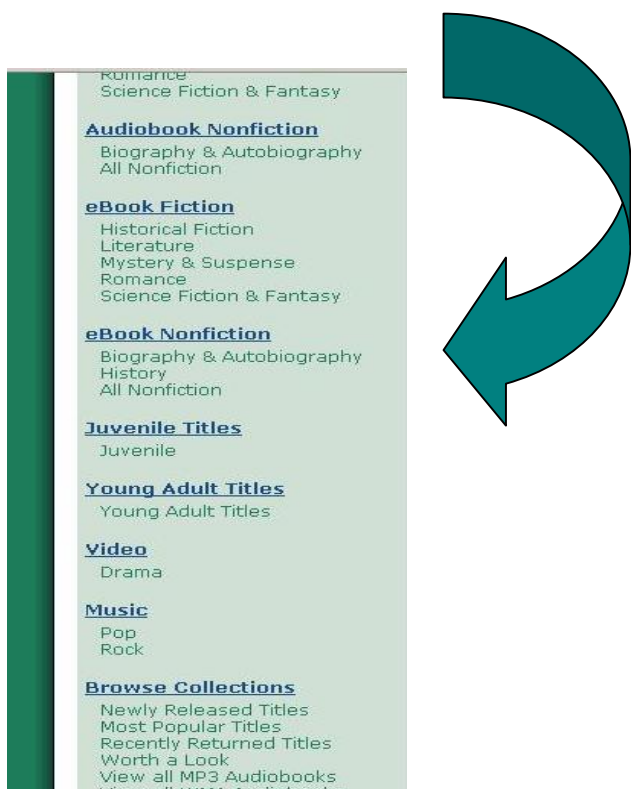 Romance
Science Fiction & Fantasy
Audiobook Nonfiction
Biography & Autobiography
All Nonfiction
eBook Fiction
Historical Fiction
Literature
Mystery & Suspense
Romance
Science Fiction & Fantasy
eBook Nonfiction
Biography & Autobiography
History
All Nonfiction
Juvenile Titles
Juvenile
Young Adult Titles
Young Adult Titles
Video
Drama
Music
Pop
Rock
Browse Collections
Newly Released Titles
Most Popular Titles
Recently Returned Titles
Worth a Look
View all MP3 Audiobooks